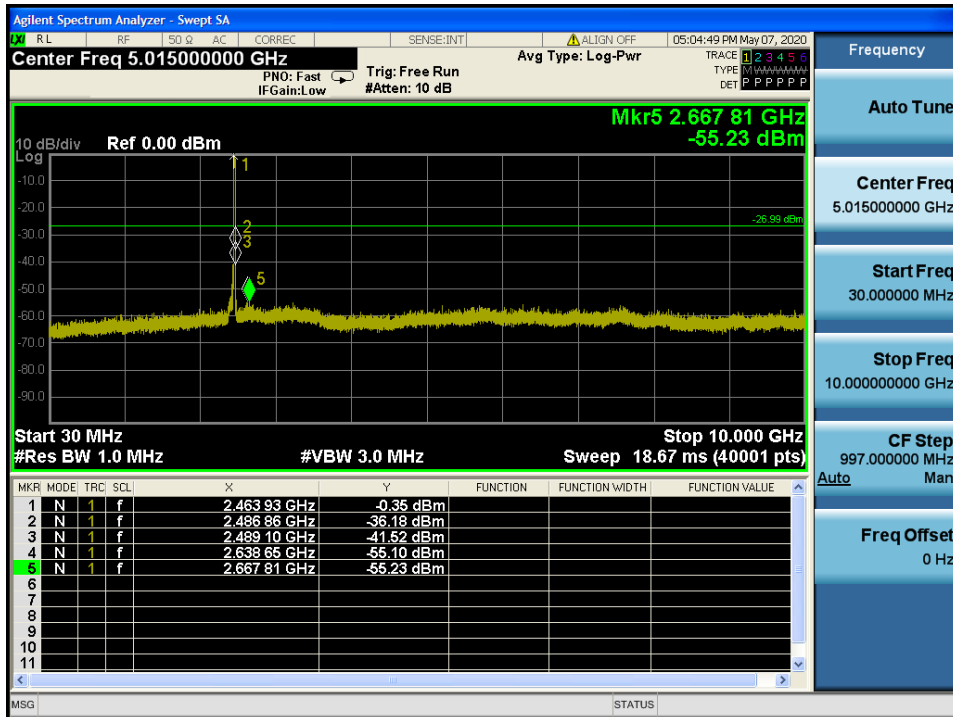 Agilent Spectrum Analyzer - Swept SA
LXI RL RF 50 Ω AC CORREC SENSE:INT ALIGN OFF 05:04:49 PM May 07, 2020
Center Freq 5.015000000 GHz
PNO: Fast
IFGain:Low
Trig: Free Run
#Atten: 10 dB
Avg Type: Log-Pwr
TRACE 1 2 3 4 5 6
TYPE M WWWWW
DET P P P P P P
Mkr5 2.667 81 GHz
-55.23 dBm
10 dB/div Ref 0.00 dBm
Log
1
-10.0
-20.0
-26.99 dBm
-30.0
2
3
-40.0
5
-50.0
-60.0
-70.0
-80.0
-90.0
Start 30 MHz Stop 10.000 GHz
#Res BW 1.0 MHz #VBW 3.0 MHz Sweep 18.67 ms (40001 pts)
MKR MODE TRC SCL X Y FUNCTION FUNCTION WIDTH FUNCTION VALUE
1 N 1 f 2.463 93 GHz -0.35 dBm
2 N 1 f 2.486 86 GHz -36.18 dBm
3 N 1 f 2.489 10 GHz -41.52 dBm
4 N 1 f 2.638 65 GHz -55.10 dBm
5 N 1 f 2.667 81 GHz -55.23 dBm
6
7
8
9
10
11
MSG STATUS
Frequency
Auto Tune
Center Freq
5.015000000 GHz
Start Freq
30.000000 MHz
Stop Freq
10.000000000 GHz
CF Step
997.000000 MHz
Auto Man
Freq Offset
0 Hz